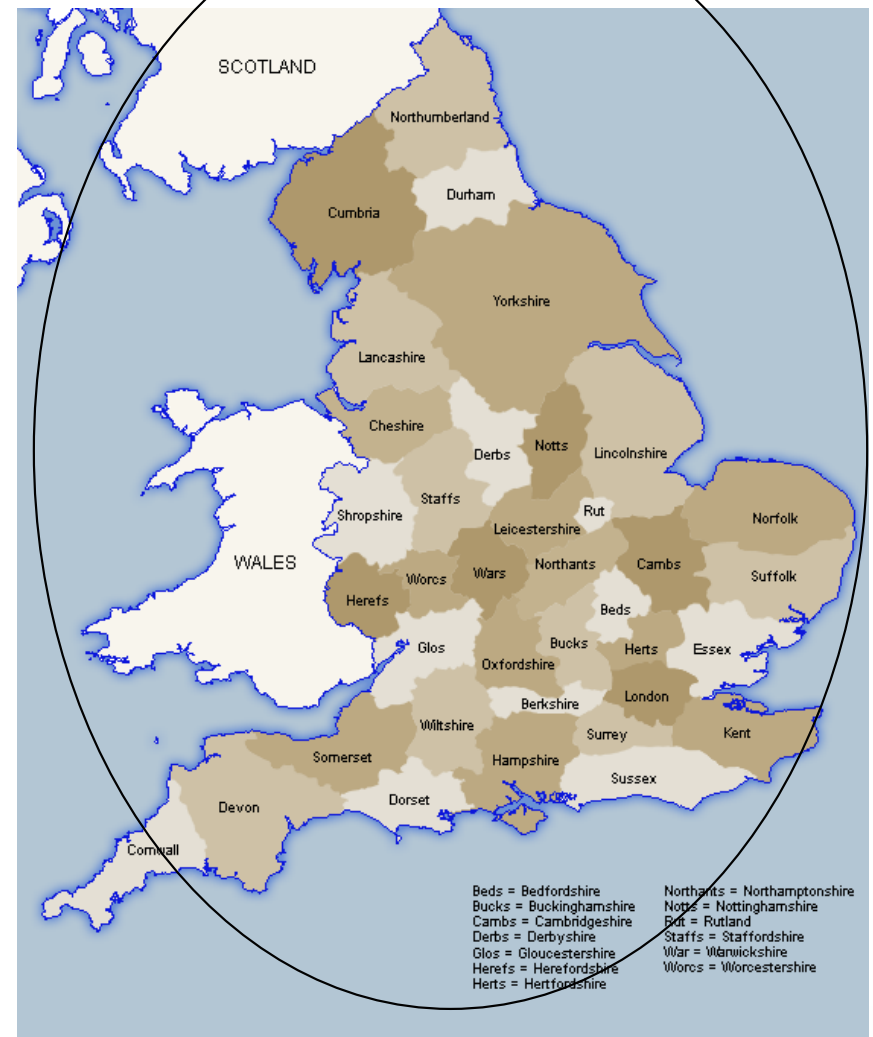 SCOTLAND
Northumberland
Durham
Cumbria
Yorkshire
Lancashire
Cheshire
Derbs
Notts
Lincolnshire
Staffs
Shropshire
Rut
Leicestershire
Norfolk
WALES
Worcs
Wars
Northants
Cambs
Suffolk
Herefs
Beds
Glos
Bucks
Herts
Essex
Oxfordshire
London
Berkshire
Wiltshire
Surrey
Kent
Somerset
Hampshire
Sussex
Dorset
Devon
Cornwall
Beds = Bedfordshire
Bucks = Buckinghamshire
Cambs = Cambridgeshire
Derbs = Derbyshire
Glos = Gloucestershire
Herefs = Herefordshire
Herts = Hertfordshire
Northants = Northamptonshire
Notts = Nottinghamshire
Rut = Rutland
Staffs = Staffordshire
War = Warwickshire
Worcs = Worcestershire